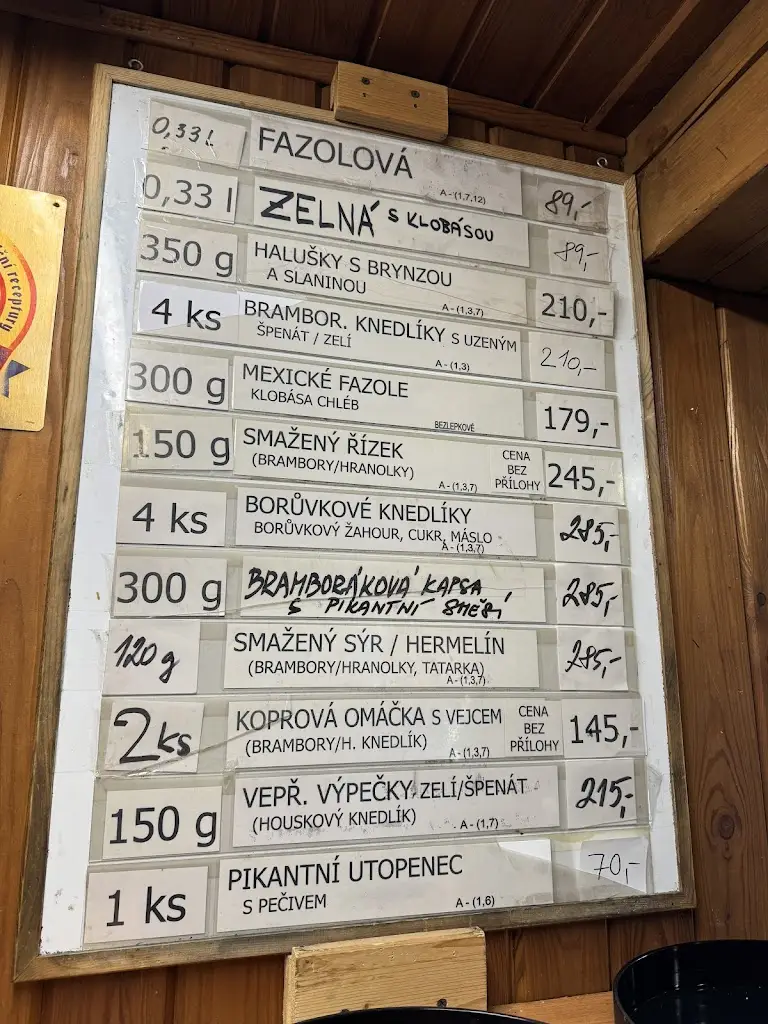 0,33 l FAZOLOVÁ A-(1,7,12) 89,-
0,33 l ZELNÁ S KLOBÁSOU 89,-
350 g HALUŠKY S BRYNZOU 210,-
A SLANINOU A-(1,3,7)
4 ks BRAMBOR. KNEDLÍKY S UZENÝM 210,-
ŠPENÁT / ZELÍ A-(1,3)
300 g MEXICKÉ FAZOLE 179,-
KLOBÁSA CHLÉB BEZLEPKOVÉ
150 g SMAŽENÝ ŘÍZEK CENA BEZ PŘÍLOHY 245,-
(BRAMBORY/HRANOLKY) A-(1,3,7)
4 ks BORŮVKOVÉ KNEDLÍKY 285,-
BORŮVKOVÝ ŽAHOUR, CUKR, MÁSLO
A-(1,3,7)
300 g BRAMBORÁKOVÁ KAPSA 285,-
S PIKANTNÍ SMĚSÍ
120 g SMAŽENÝ SÝR / HERMELÍN 285,-
(BRAMBORY/HRANOLKY, TATARKA)
A-(1,3,7)
2 ks KOPROVÁ OMÁČKA S VEJCEM CENA BEZ PŘÍLOHY 145,-
(BRAMBORY/H. KNEDLÍK) A-(1,3,7)
150 g VEPŘ. VÝPEČKY, ZELÍ/ŠPENÁT 215,-
(HOUSKOVÝ KNEDLÍK) A-(1,7)
1 ks PIKANTNÍ UTOPENEC 70,-
S PEČIVEM A-(1,6)
receptury